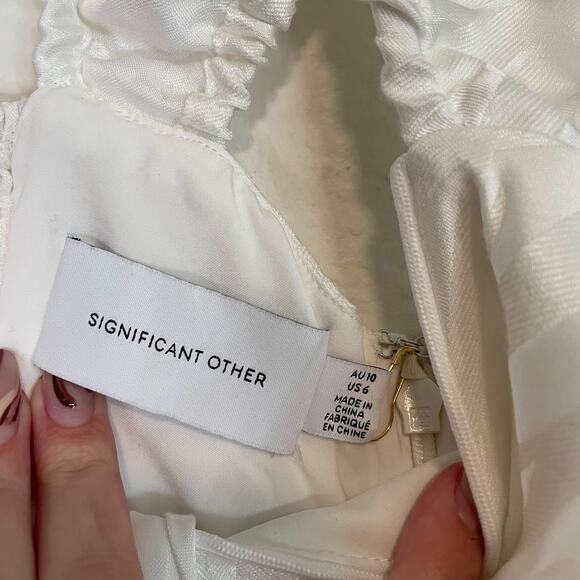 SIGNIFICANT OTHER
AU 10
US 6
MADE IN
CHINA
FABRIQUÉ
EN CHINE